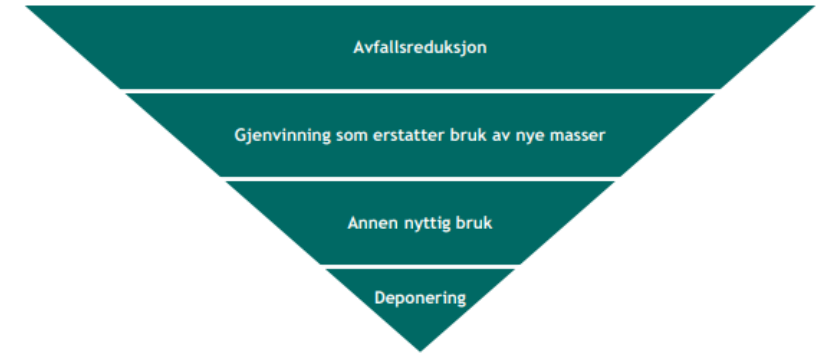 Avfallsreduksjon
Gjenvinning som erstatter bruk av nye masser
Annen nyttig bruk
Deponering